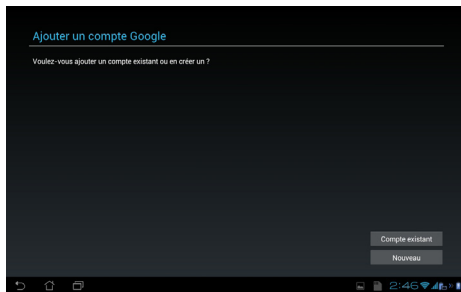 Ajouter un compte Google
Voulez-vous ajouter un compte existant ou en créer un ?
Compte existant
Nouveau
2:46